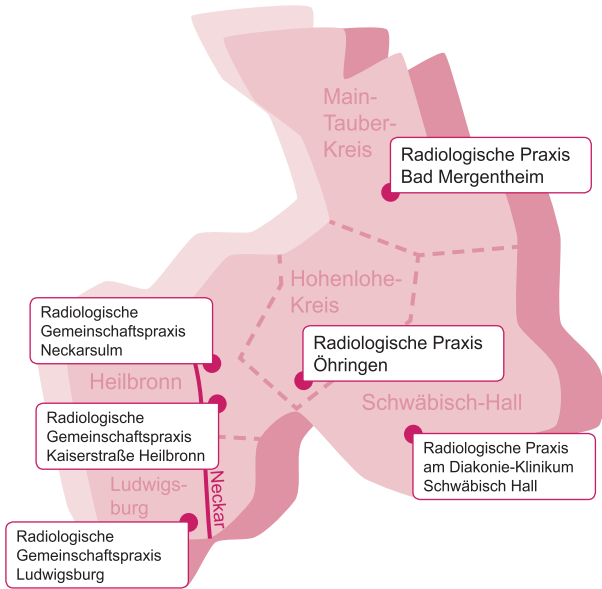 Main-
Tauber-
Kreis
Radiologische Praxis
Bad Mergentheim
Hohenlohe-
Kreis
Radiologische
Gemeinschaftspraxis
Neckarsulm
Radiologische Praxis
Öhringen
Heilbronn
Schwäbisch-Hall
Radiologische
Gemeinschaftspraxis
Kaiserstraße Heilbronn
Radiologische Praxis
am Diakonie-Klinikum
Schwäbisch Hall
Ludwigs-
burg
Neckar
Radiologische
Gemeinschaftspraxis
Ludwigsburg